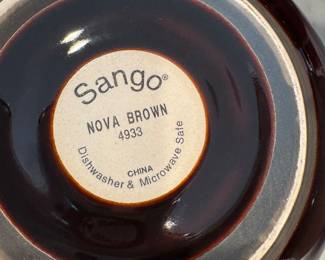 Sango®
NOVA BROWN
4933
CHINA
Dishwasher & Microwave Safe